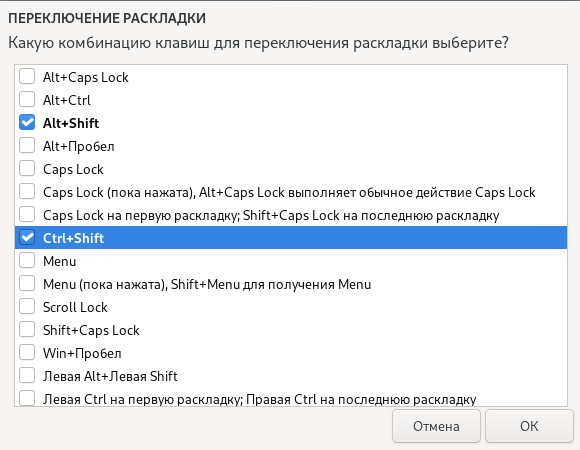 ПЕРЕКЛЮЧЕНИЕ РАСКЛАДКИ
Какую комбинацию клавиш для переключения раскладки выберите?
Alt+Caps Lock
Alt+Ctrl
Alt+Shift
Alt+Пробел
Caps Lock
Caps Lock (пока нажата), Alt+Caps Lock выполняет обычное действие Caps Lock
Caps Lock на первую раскладку; Shift+Caps Lock на последнюю раскладку
Ctrl+Shift
Menu
Menu (пока нажата), Shift+Menu для получения Menu
Scroll Lock
Shift+Caps Lock
Win+Пробел
Левая Alt+Левая Shift
Левая Ctrl на первую раскладку; Правая Ctrl на последнюю раскладку
Отмена
OK